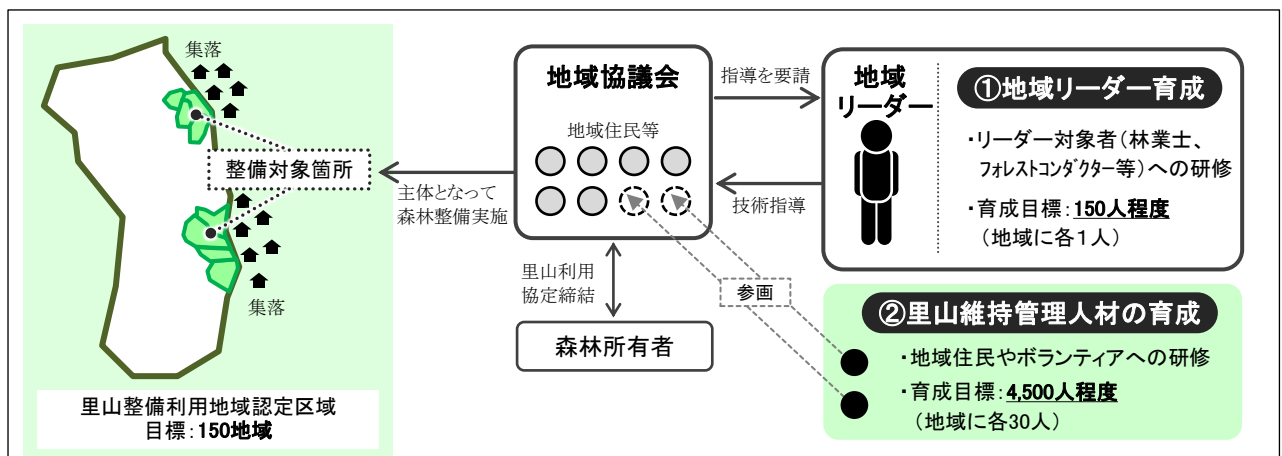 集落
整備対象箇所
集落
里山整備利用地域認定区域
目標：150地域
主体となって
森林整備実施
地域協議会
地域住民等
里山利用
協定締結
森林所有者
指導を要請
技術指導
参画
地域
リーダー
①地域リーダー育成
・リーダー対象者（林業士、
フォレストコンダクター等）への研修
・育成目標：150人程度
（地域に各１人）
②里山維持管理人材の育成
・地域住民やボランティアへの研修
・育成目標：4,500人程度
（地域に各30人）